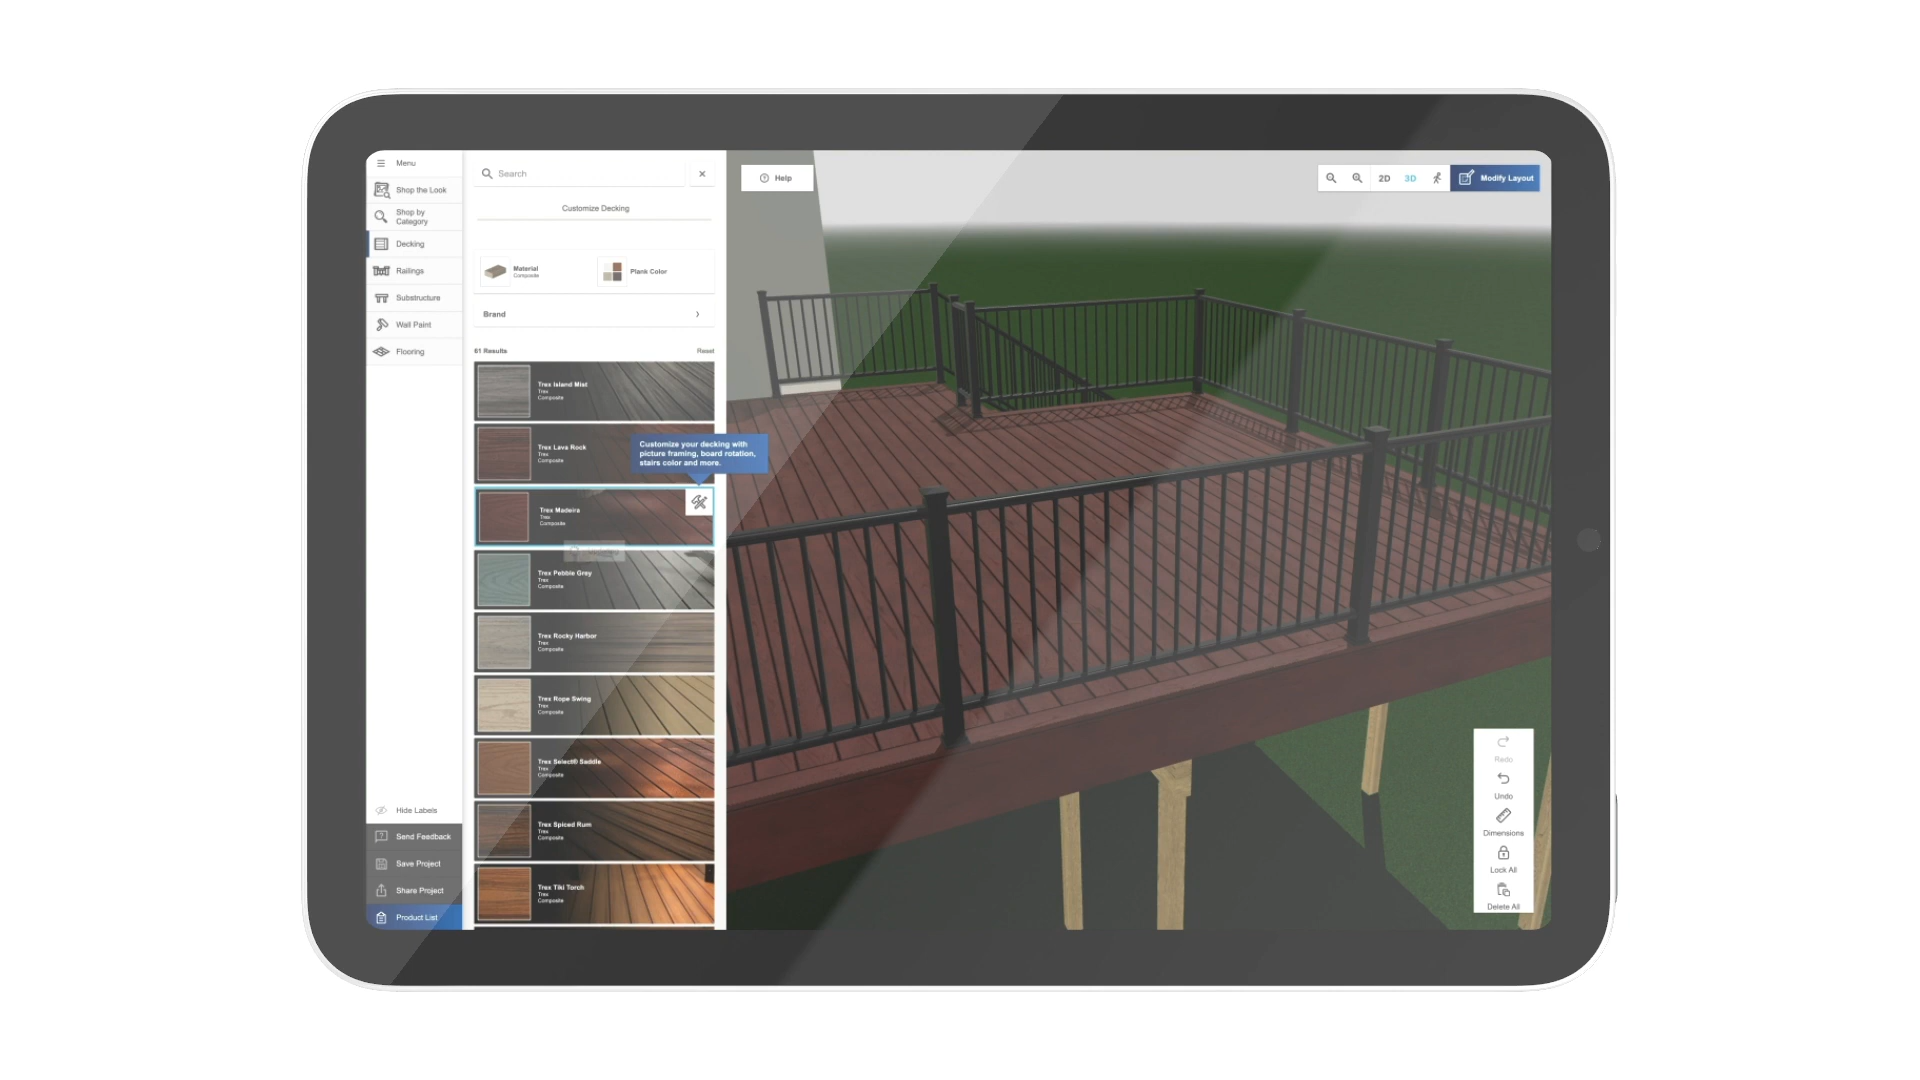 Menu
Shop the Look
Shop by
Category
Decking
Railings
Substructure
Wall Paint
Flooring
Hide Labels
Send Feedback
Save Project
Share Project
Product List
Search
Customize Decking
Material
Composite
Plank Color
Brand
61 Results
Reset
Trex Island Mist
Trex
Composite
Trex Lava Rock
Trex
Composite
Customize your decking with
picture framing, board rotation,
stairs color and more.
Trex Madeira
Trex
Composite
Trex Pebble Grey
Trex
Composite
Trex Rocky Harbor
Trex
Composite
Trex Rope Swing
Trex
Composite
Trex Select® Saddle
Trex
Composite
Trex Spiced Rum
Trex
Composite
Trex Tiki Torch
Trex
Composite
Help
2D
3D
Modify Layout
Redo
Undo
Dimensions
Lock All
Delete All